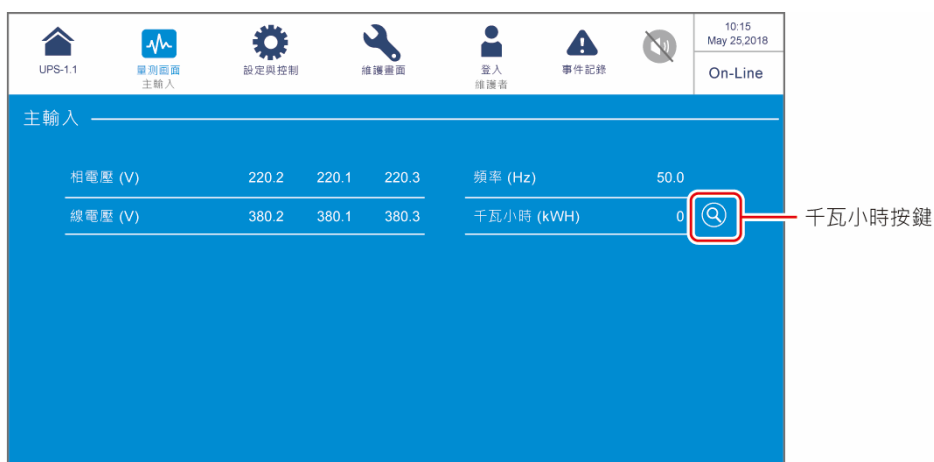 10:15
May 25,2018
UPS-1.1
量測画面
主輸入
設定與控制
維護畫面
登入
維護者
事件記錄
On-Line
主輸入
相電壓 (V) 220.2 220.1 220.3 頻率 (Hz) 50.0
線電壓 (V) 380.2 380.1 380.3 千瓦小時 (kWH) 0
千瓦小時按鍵